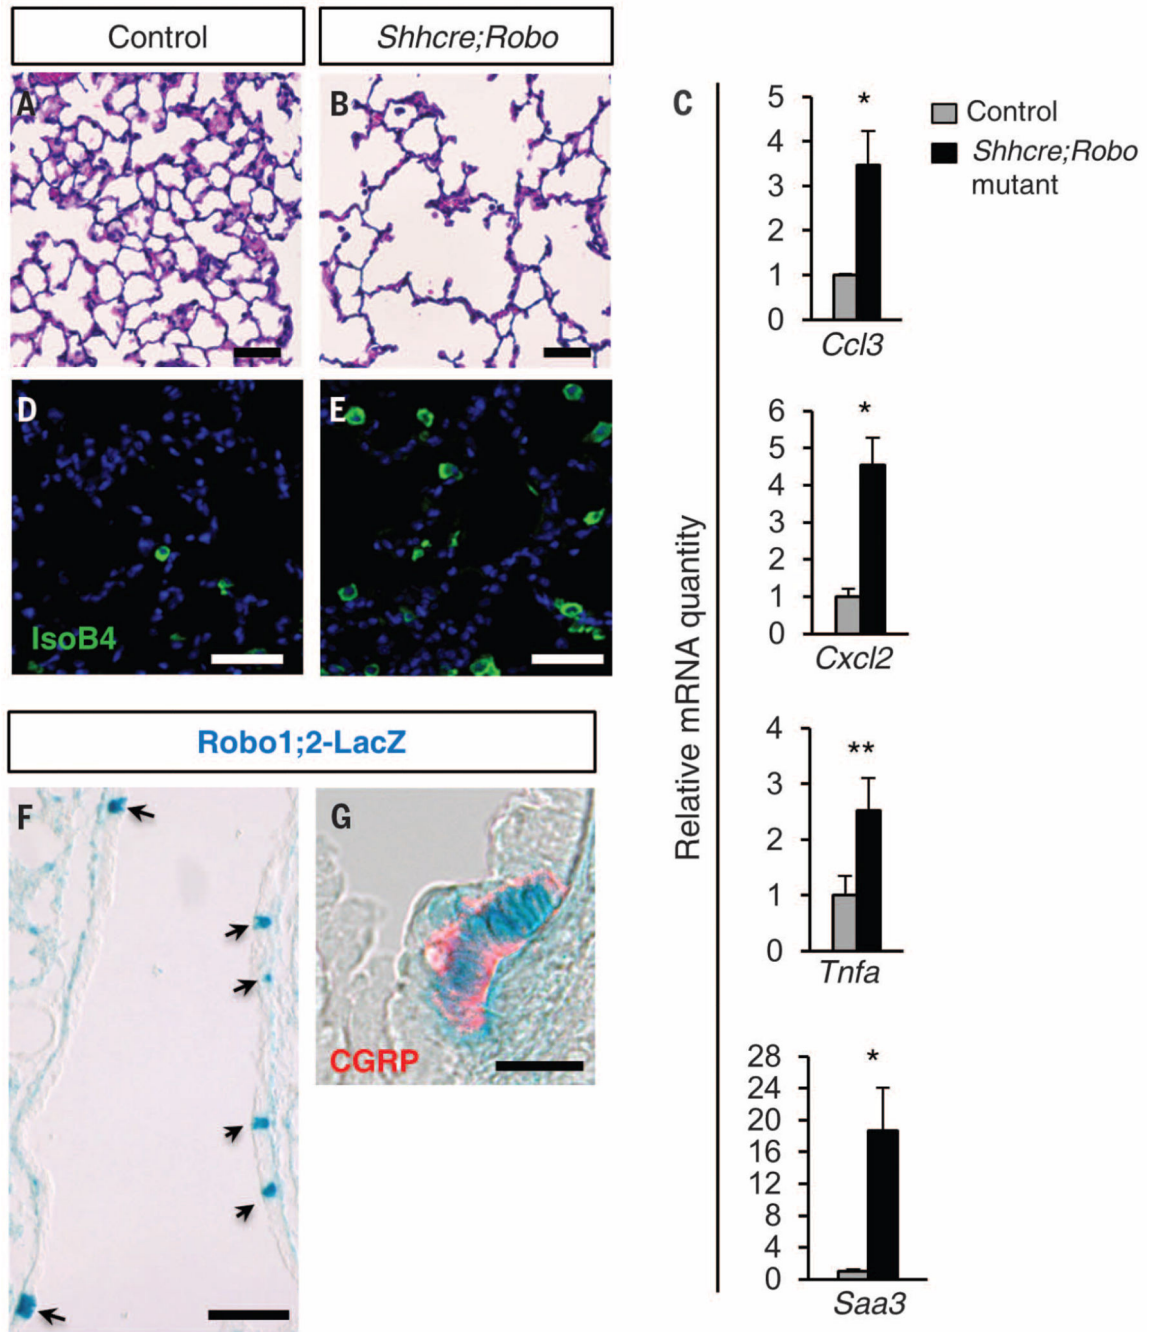 Control
Shhcre;Robo
A
B
C
5
4
3
2
1
0
*
Ccl3
Control
Shhcre;Robo
mutant
D
IsoB4
E
Relative mRNA quantity
6
5
4
3
2
1
0
*
Cxcl2
Robo1;2-LacZ
F
G
CGRP
4
3
2
1
0
**
Tnfa
28
24
20
16
12
8
4
0
*
Saa3